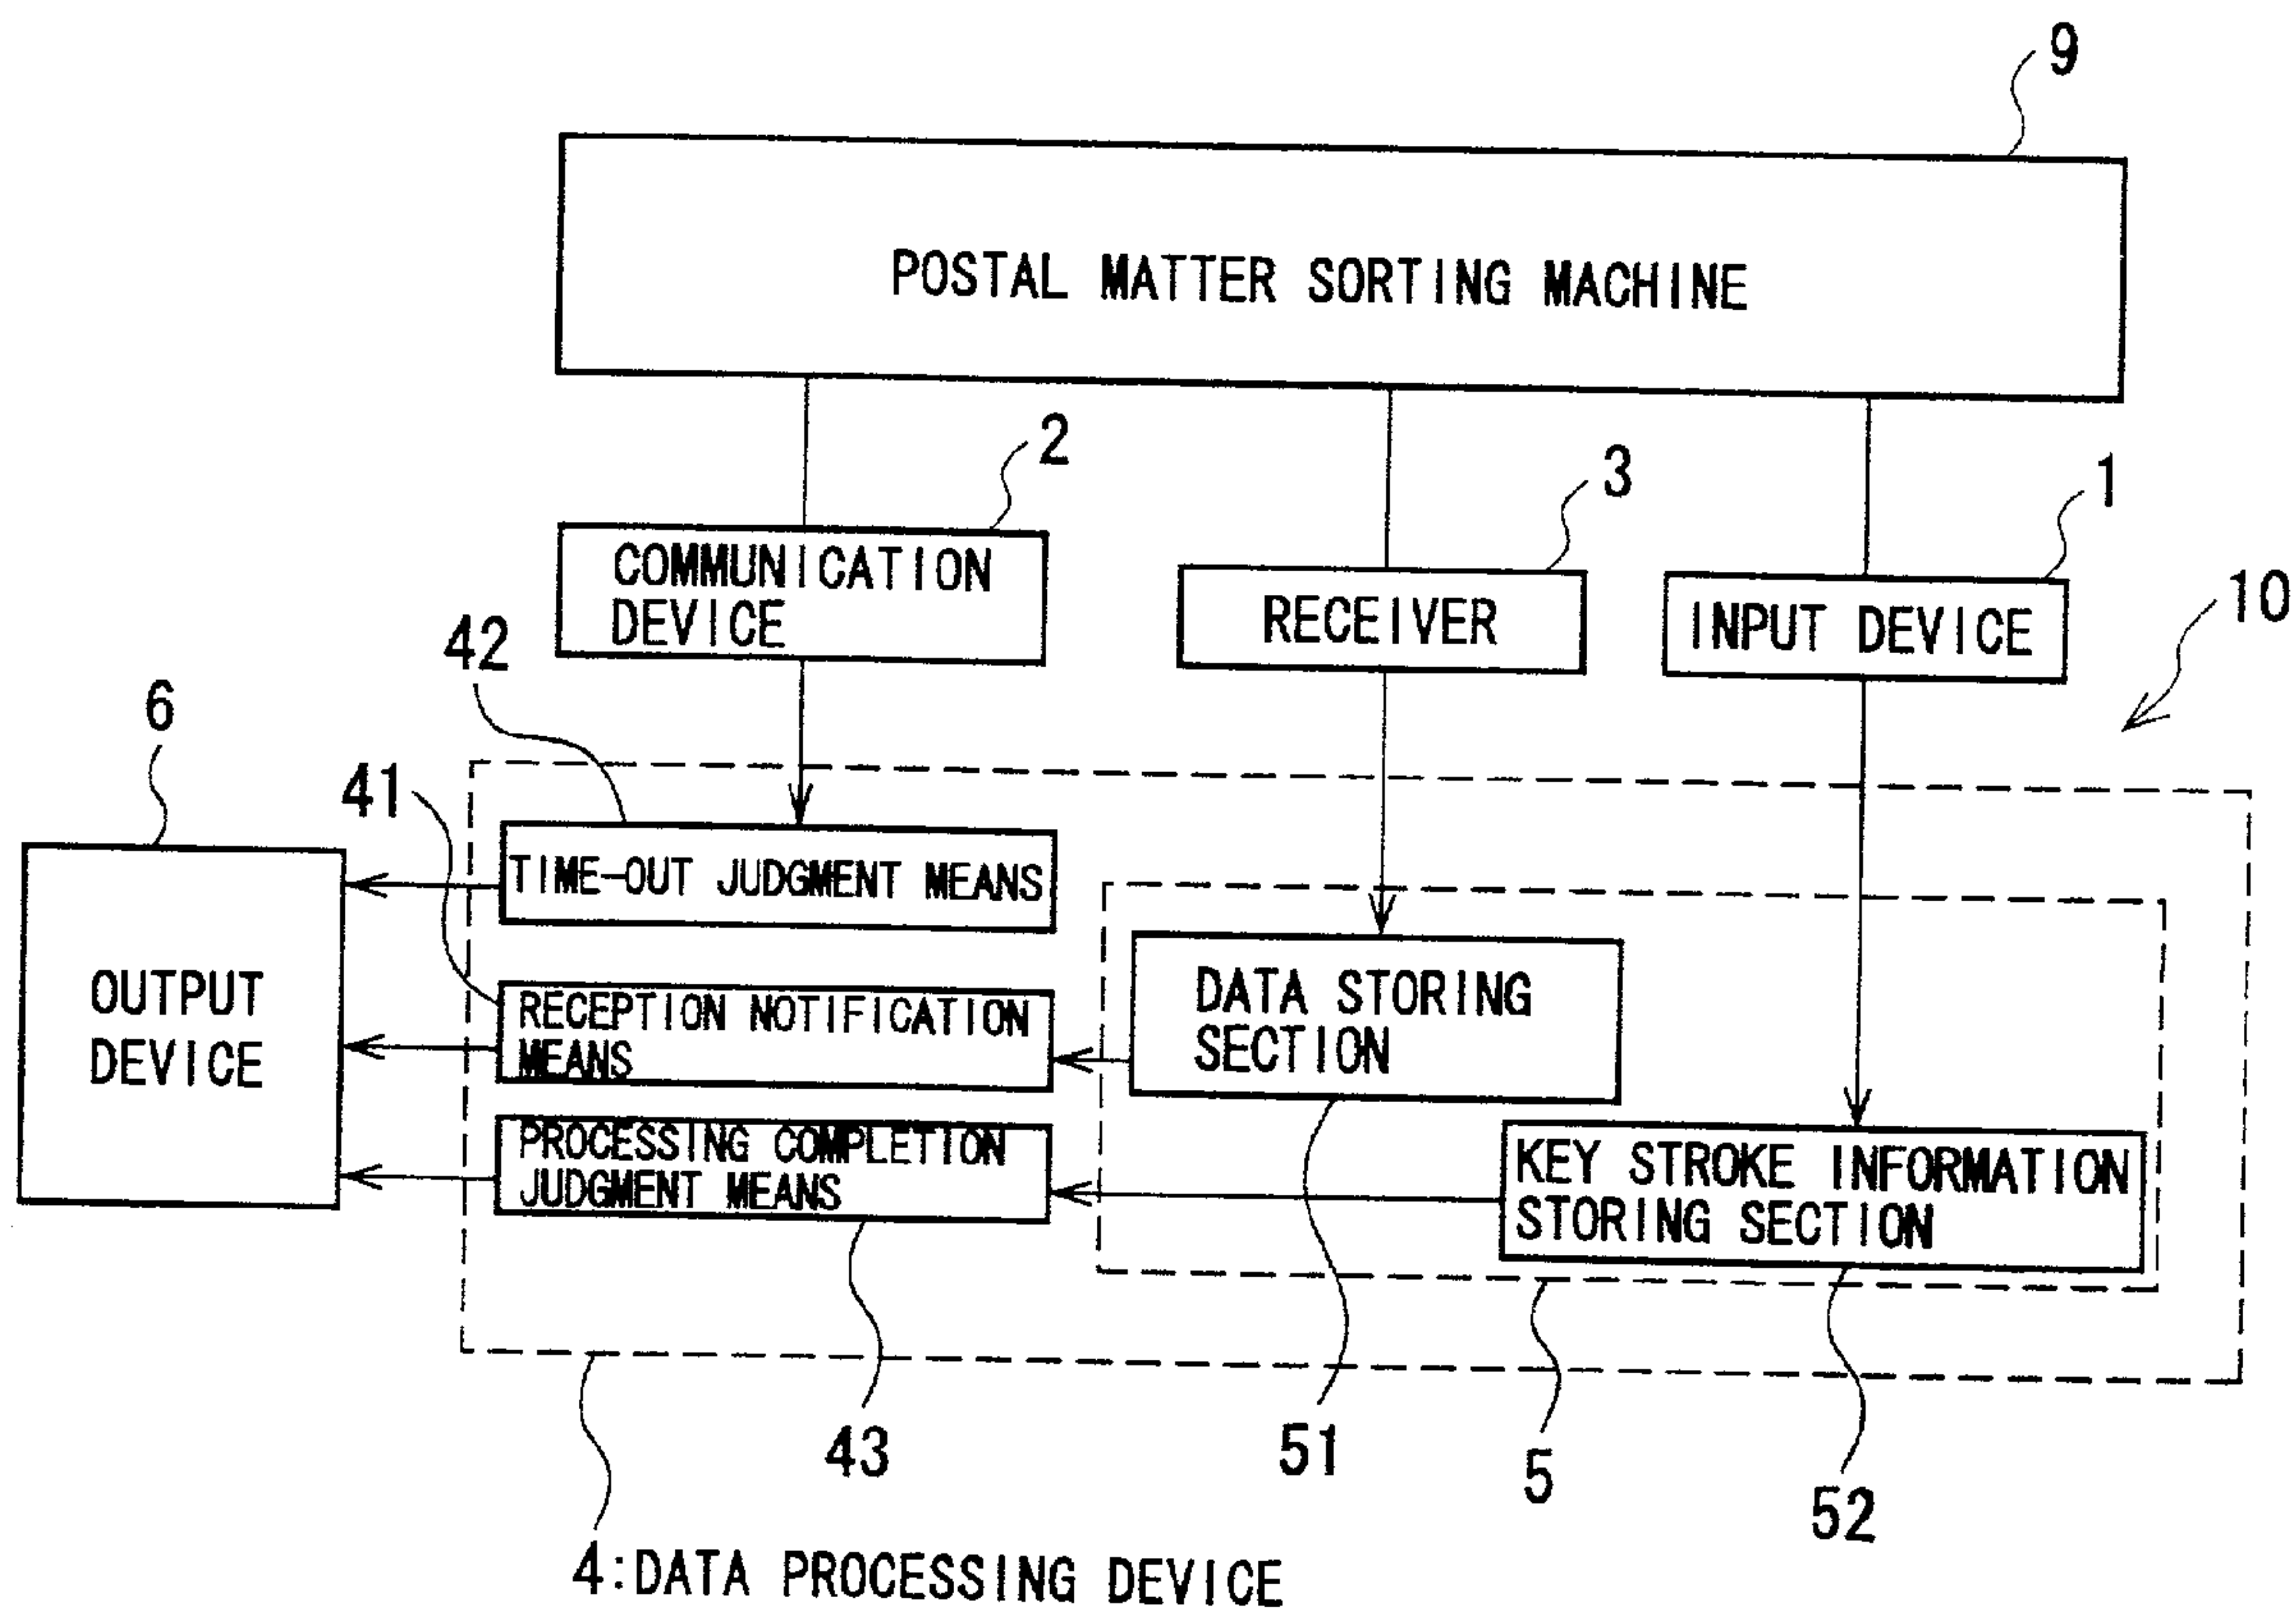 9
POSTAL MATTER SORTING MACHINE
2
3
1
COMMUNICATION
DEVICE
RECEIVER
INPUT DEVICE
10
42
6
41
TIME-OUT JUDGMENT MEANS
OUTPUT
DEVICE
RECEPTION NOTIFICATION
MEANS
DATA STORING
SECTION
PROCESSING COMPLETION
JUDGMENT MEANS
KEY STROKE INFORMATION
STORING SECTION
43
51
5
52
4:DATA PROCESSING DEVICE